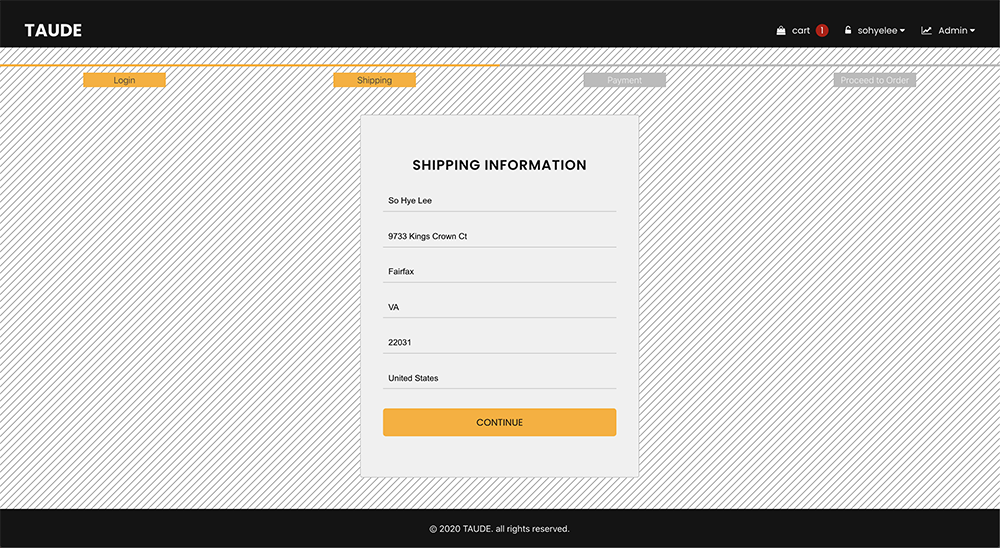 TAUDE cart 1 sohyelee Admin
Login Shipping Payment Proceed to Order
SHIPPING INFORMATION
So Hye Lee
9733 Kings Crown Ct
Fairfax
VA
22031
United States
CONTINUE
© 2020 TAUDE. all rights reserved.